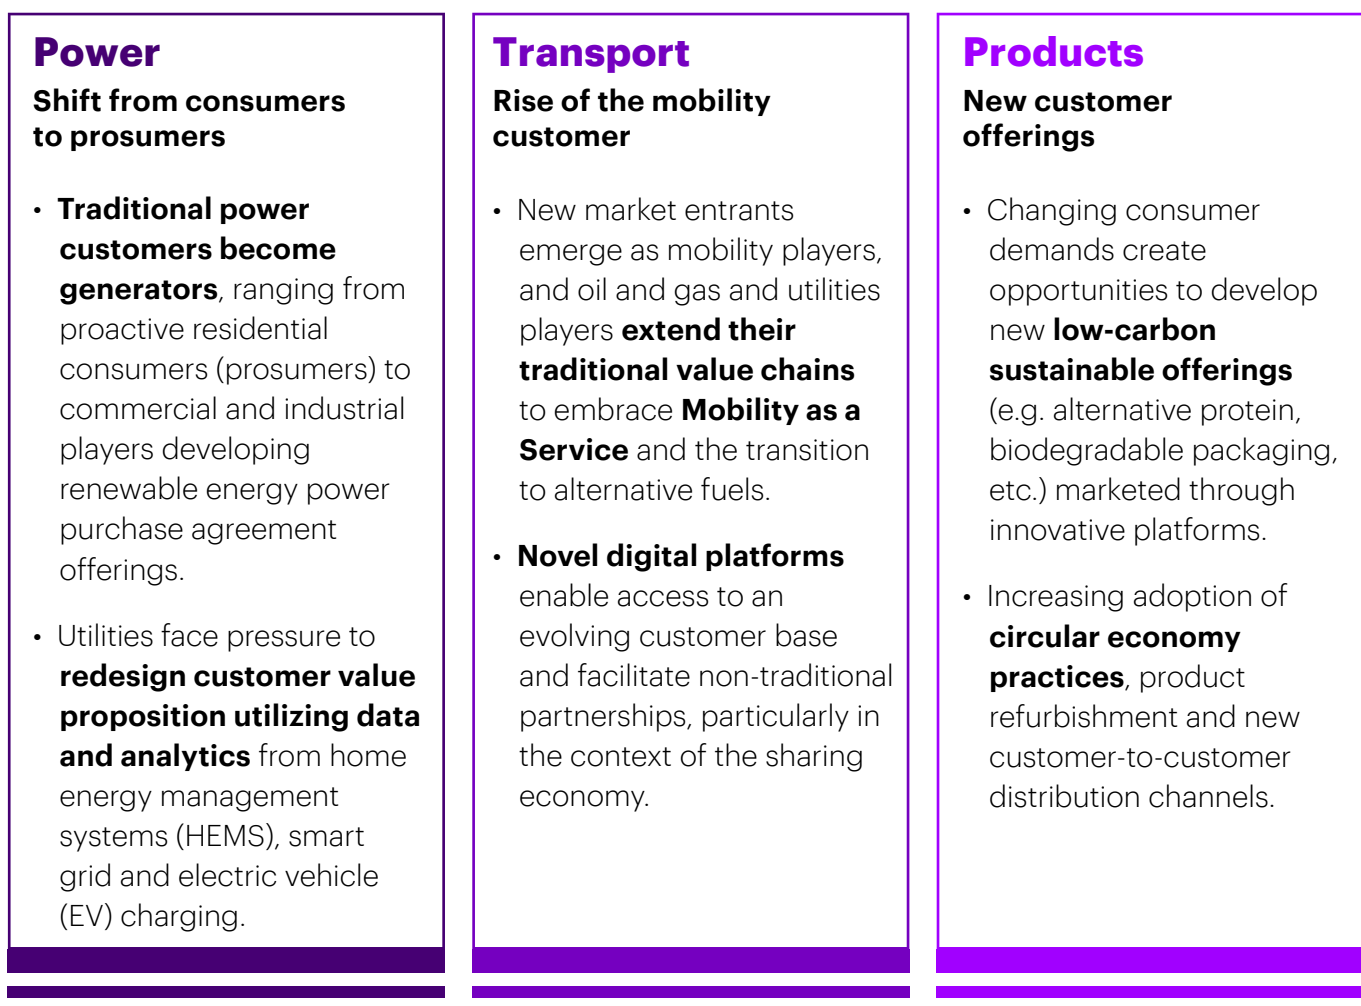 Power
Shift from consumers
to prosumers
• Traditional power
customers become
generators, ranging from
proactive residential
consumers (prosumers) to
commercial and industrial
players developing
renewable energy power
purchase agreement
offerings.
• Utilities face pressure to
redesign customer value
proposition utilizing data
and analytics from home
energy management
systems (HEMS), smart
grid and electric vehicle
(EV) charging.
Transport
Rise of the mobility
customer
• New market entrants
emerge as mobility players,
and oil and gas and utilities
players extend their
traditional value chains
to embrace Mobility as a
Service and the transition
to alternative fuels.
• Novel digital platforms
enable access to an
evolving customer base
and facilitate non-traditional
partnerships, particularly in
the context of the sharing
economy.
Products
New customer
offerings
• Changing consumer
demands create
opportunities to develop
new low-carbon
sustainable offerings
(e.g. alternative protein,
biodegradable packaging,
etc.) marketed through
innovative platforms.
• Increasing adoption of
circular economy
practices, product
refurbishment and new
customer-to-customer
distribution channels.